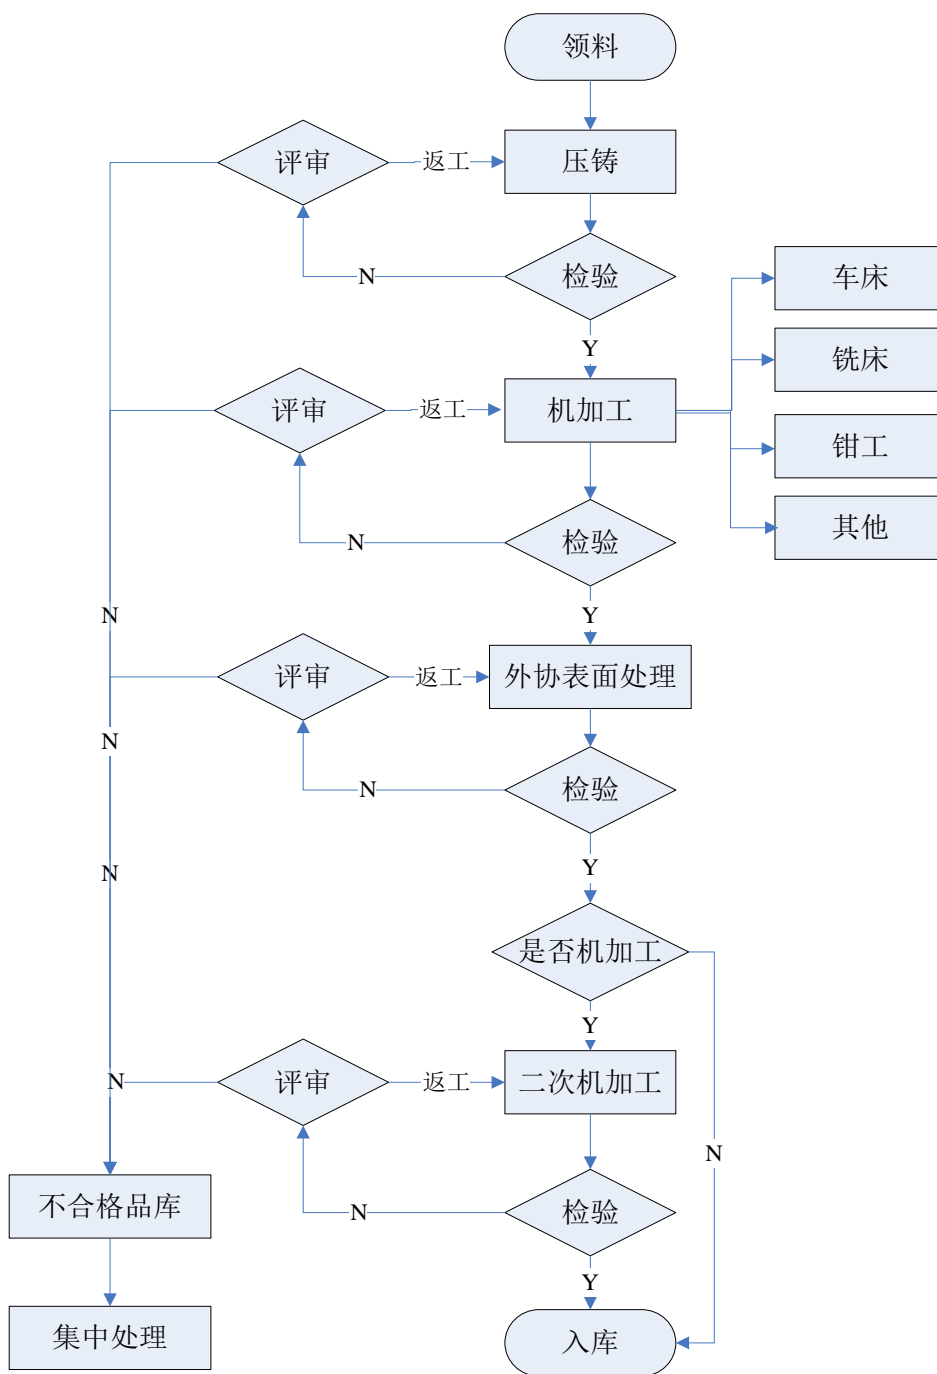 领料
评审
返工
压铸
N
检验
车床
Y
铣床
评审
返工
机加工
钳工
N
检验
其他
N
Y
评审
返工
外协表面处理
N
N
检验
N
Y
是否机加工
Y
N
评审
返工
二次机加工
N
不合格品库
N
检验
Y
集中处理
入库